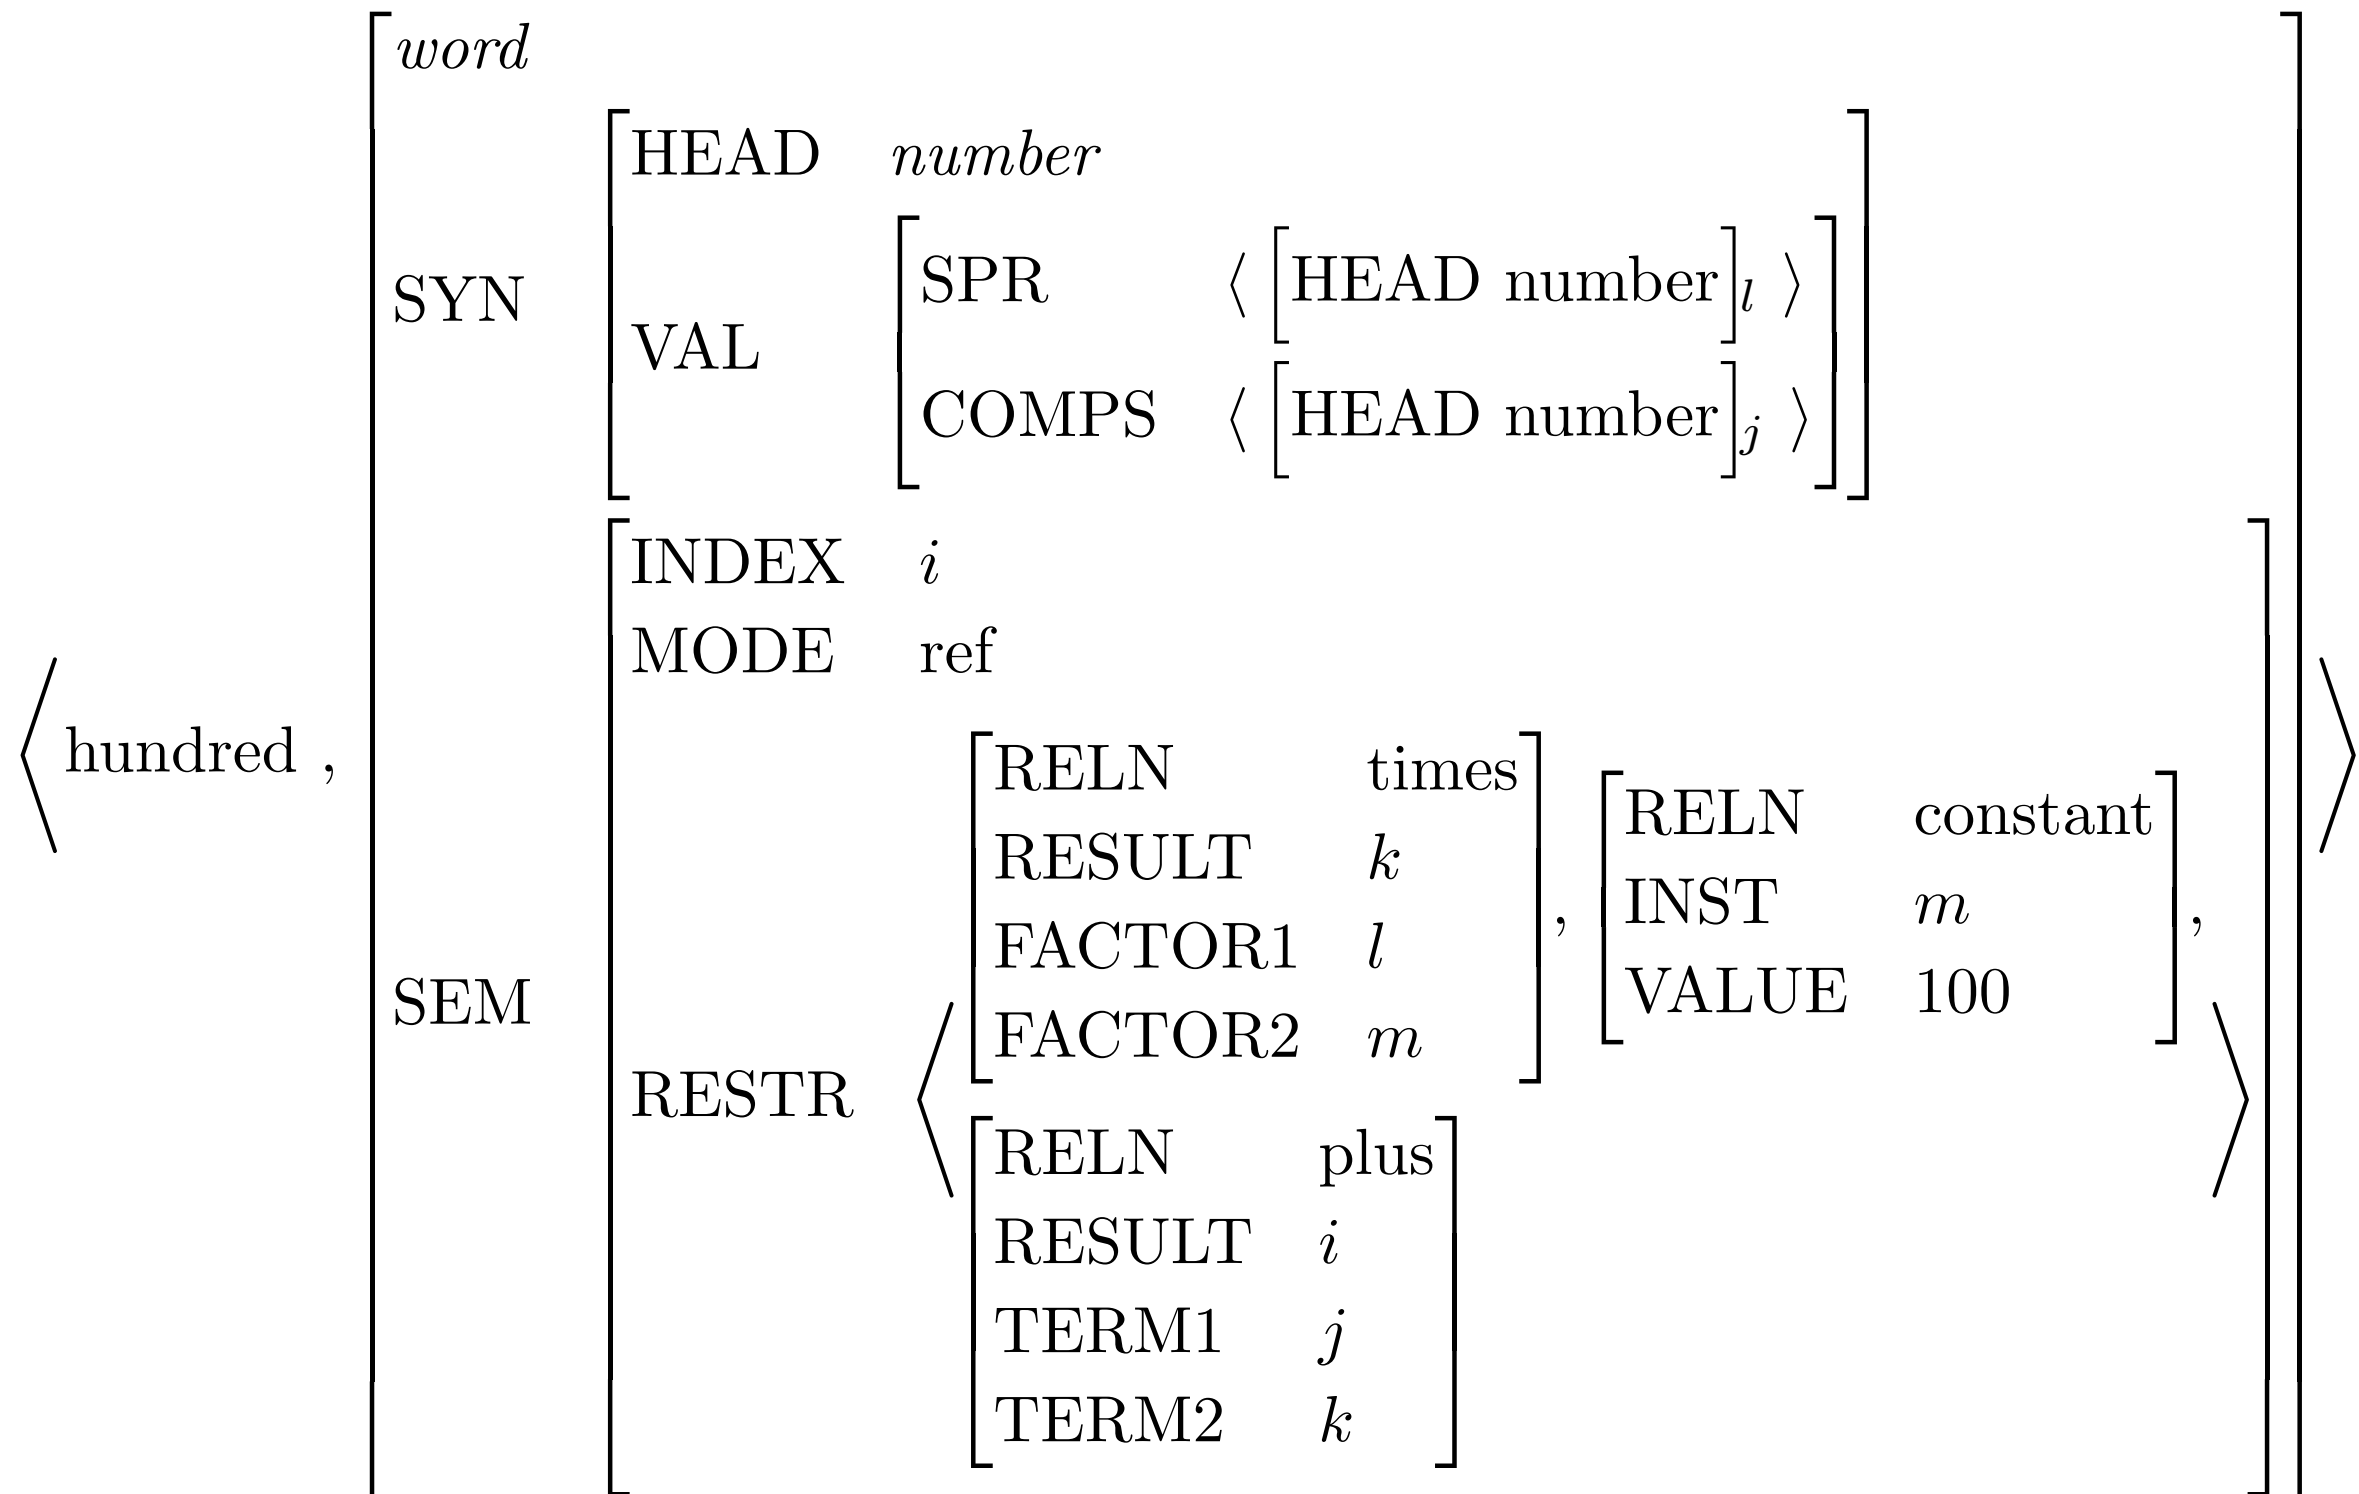 word
HEAD number
SPR ⟨ [HEAD number]l ⟩
SYN
VAL
COMPS ⟨ [HEAD number]j ⟩
INDEX i
MODE ref
⟨ hundred , ⟩
RELN times
RESULT k
FACTOR1 l
FACTOR2 m
,
RELN constant
INST m
VALUE 100
,
SEM
RESTR ⟨ ⟩
RELN plus
RESULT i
TERM1 j
TERM2 k